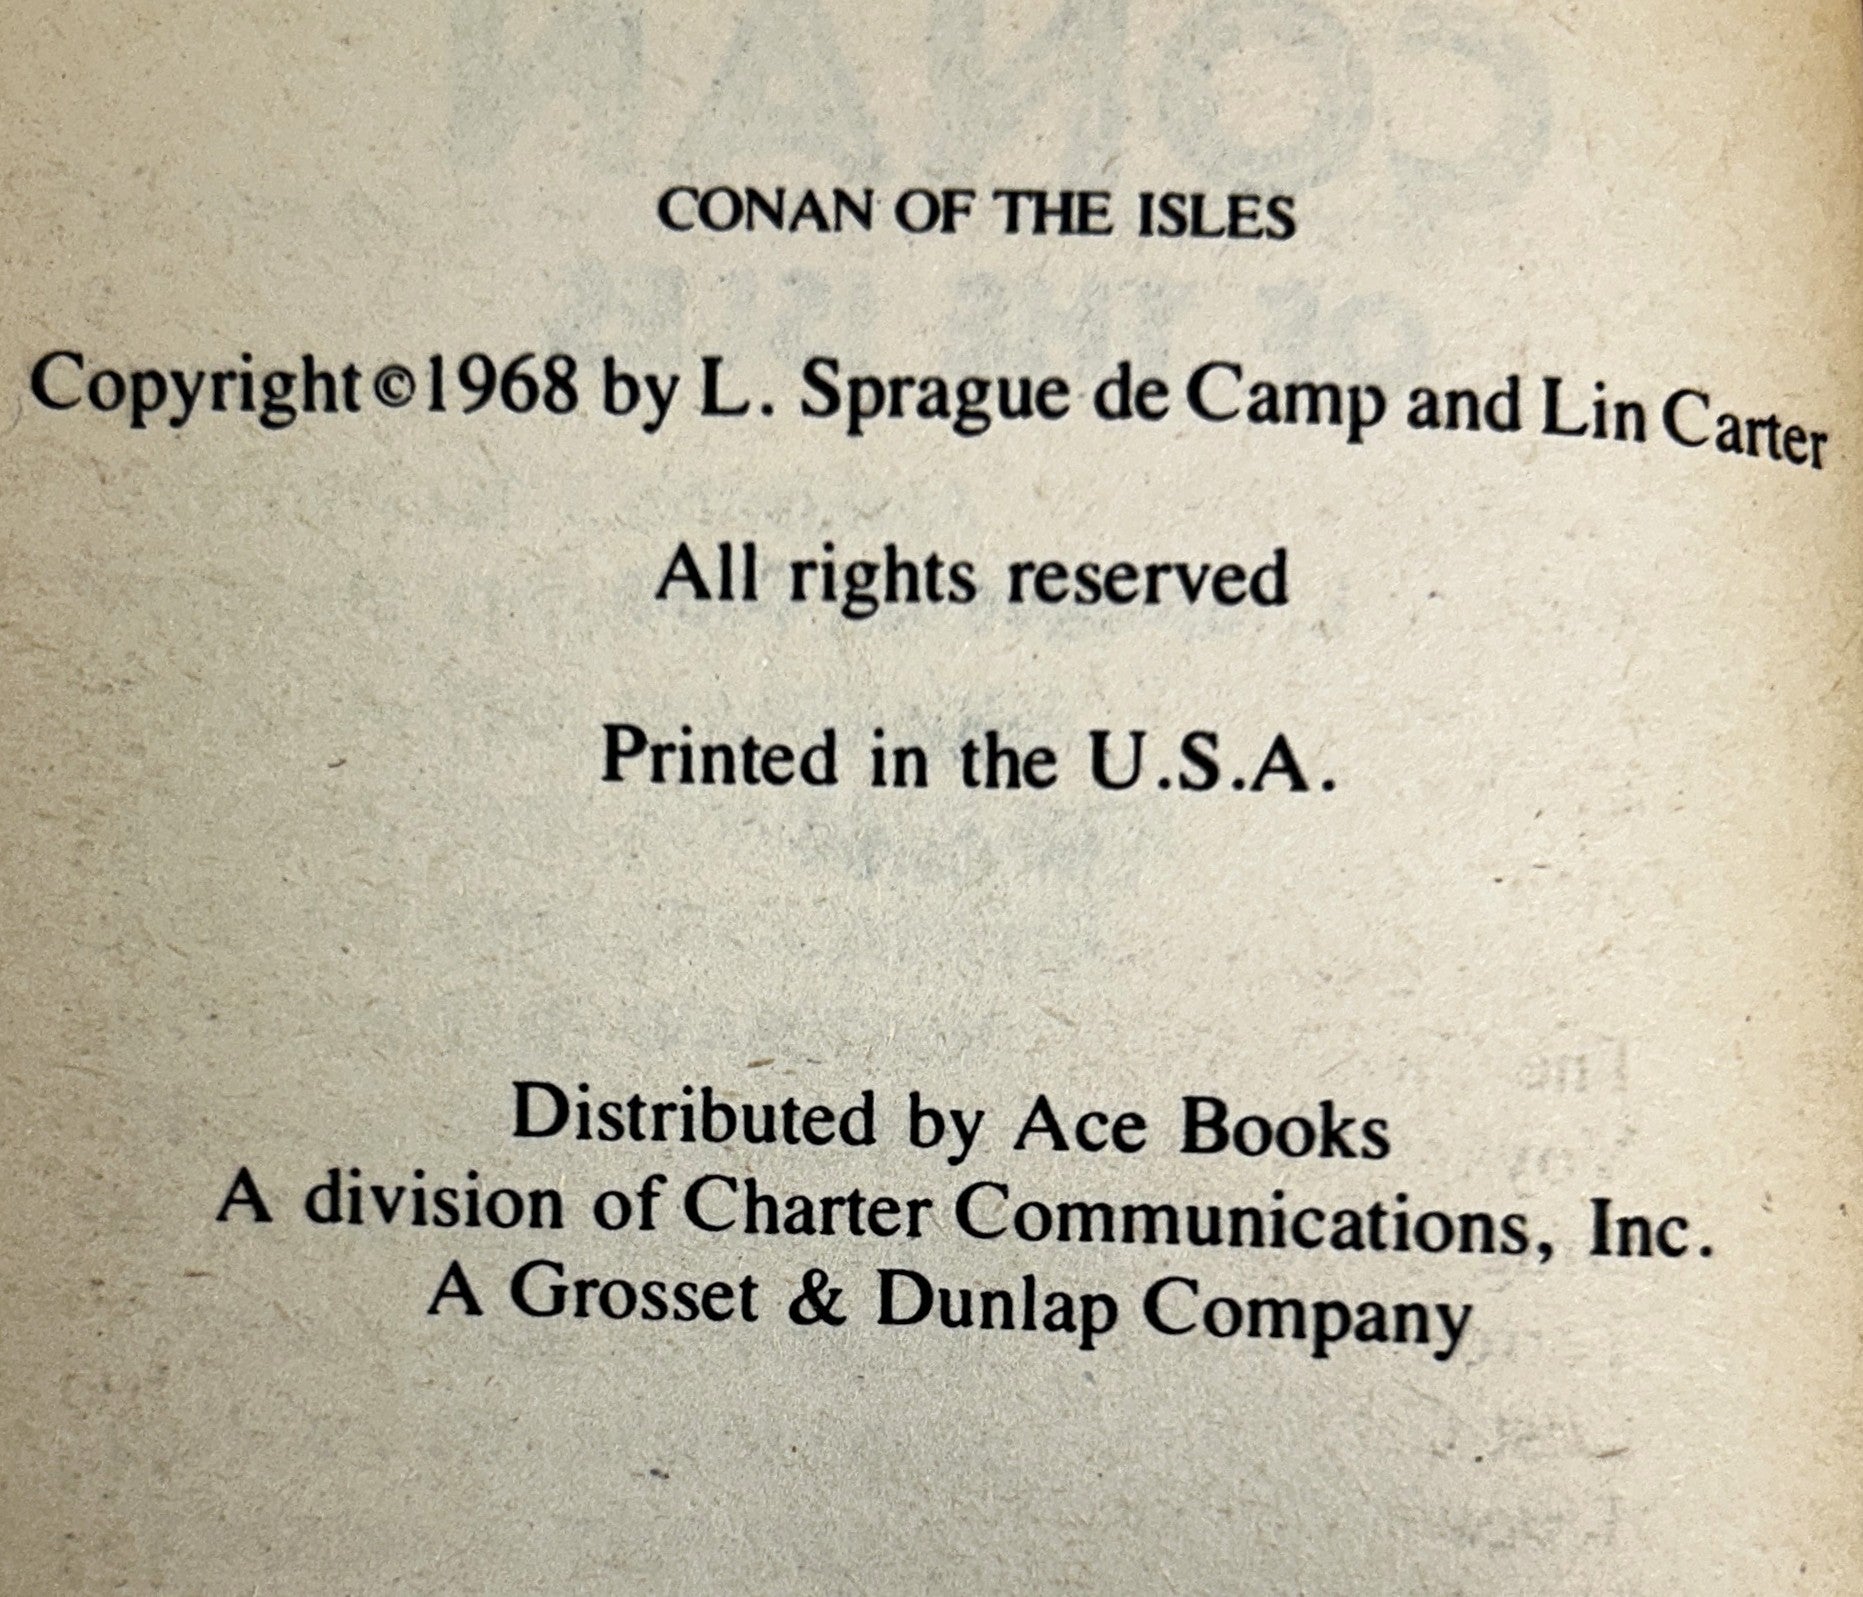 CONAN OF THE ISLES
Copyright © 1968 by L. Sprague de Camp and Lin Carter
All rights reserved
Printed in the U.S.A.
Distributed by Ace Books
A division of Charter Communications, Inc.
A Grosset & Dunlap Company